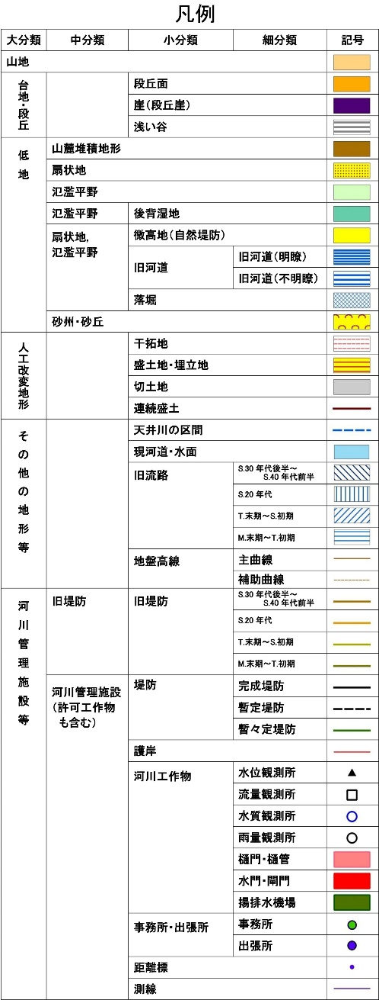 凡例
大分類 中分類 小分類 細分類 記号
山地
台地・段丘
段丘面
崖(段丘崖)
浅い谷
低地
山麓堆積地形
扇状地
氾濫平野
氾濫平野 後背湿地
扇状地,
氾濫平野
微高地(自然堤防)
旧河道
旧河道(明瞭)
旧河道(不明瞭)
落堀
砂州・砂丘
人工改変地形
干拓地
盛土地・埋立地
切土地
連続盛土
その他の地形等
天井川の区間
現河道・水面
旧流路
S.30年代後半～
S.40年代前半
S.20年代
T.末期～S.初期
M.末期～T.初期
地盤高線
主曲線
補助曲線
河川管理施設等
旧堤防
旧堤防
S.30年代後半～
S.40年代前半
S.20年代
T.末期～S.初期
M.末期～T.初期
河川管理施設
(許可工作物
も含む)
堤防
完成堤防
暫定堤防
暫々定堤防
護岸
河川工作物
水位観測所
流量観測所
水質観測所
雨量観測所
樋門・樋管
水門・閘門
揚排水機場
事務所・出張所
事務所
出張所
距離標
測線